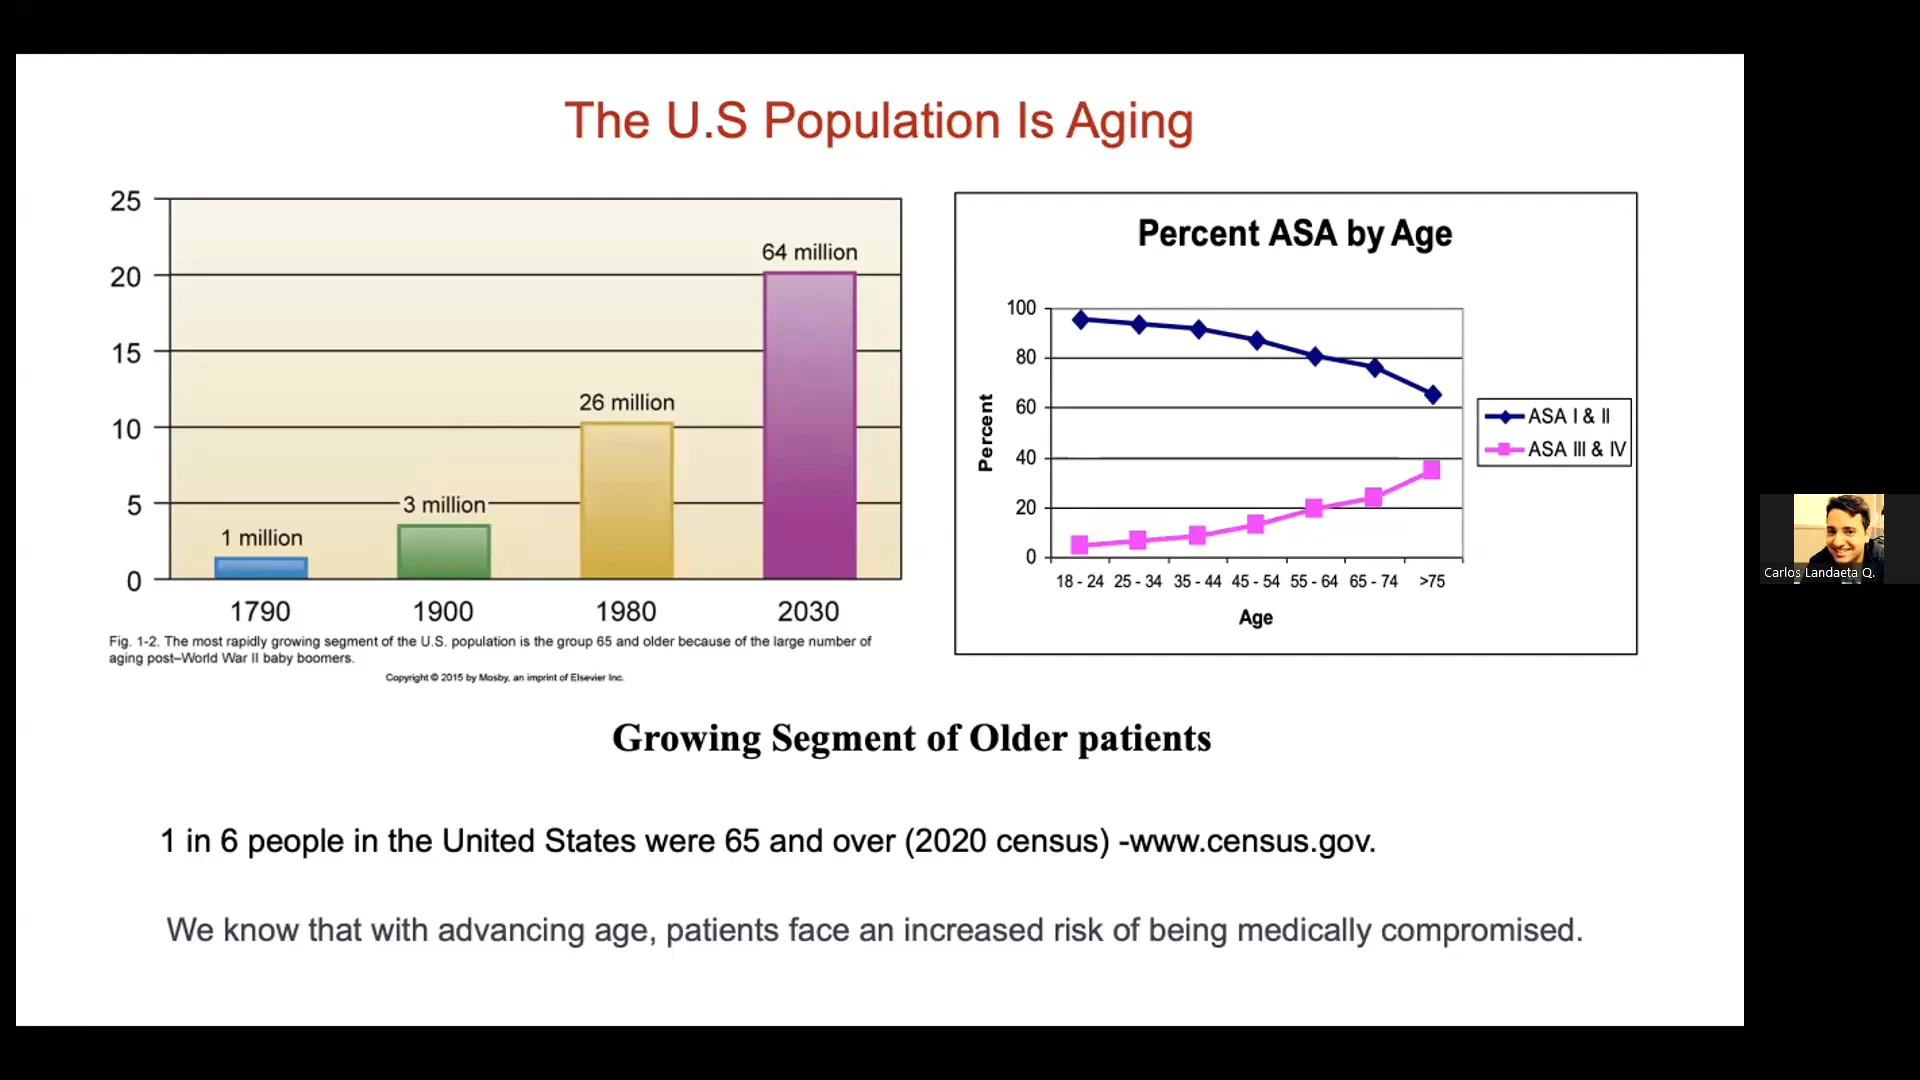 The U.S Population Is Aging
25
20
15
10
5
0
1 million
3 million
26 million
64 million
1790
1900
1980
2030
Fig. 1-2. The most rapidly growing segment of the U.S. population is the group 65 and older because of the large number of
aging post–World War II baby boomers.
Copyright © 2015 by Mosby, an imprint of Elsevier Inc.
Percent ASA by Age
Percent
100
80
60
40
20
0
18 - 24
25 - 34
35 - 44
45 - 54
55 - 64
65 - 74
>75
Age
ASA I & II
ASA III & IV
Growing Segment of Older patients
1 in 6 people in the United States were 65 and over (2020 census) -www.census.gov.
We know that with advancing age, patients face an increased risk of being medically compromised.
Carlos Landaeta Q.